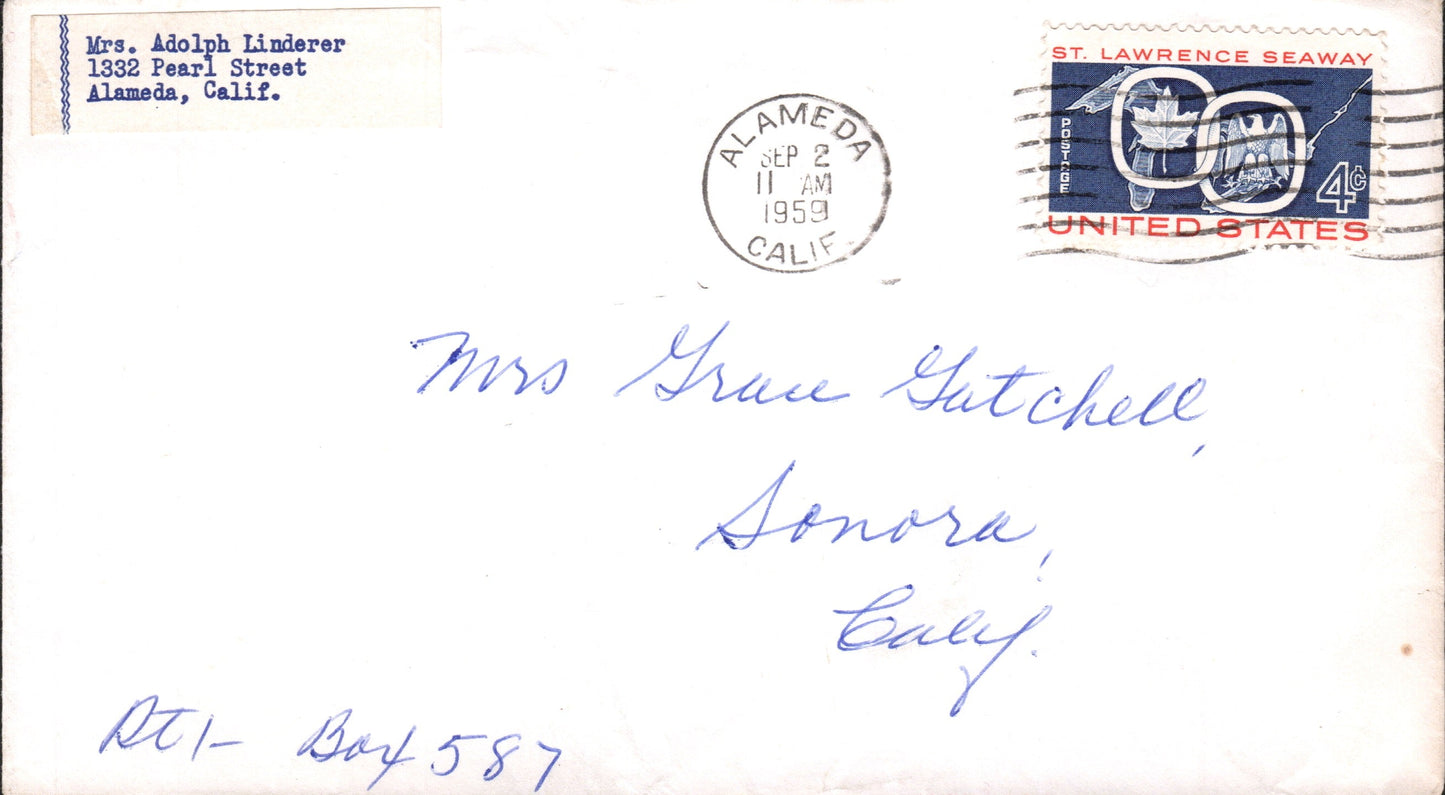 Mrs. Adolph Linderer
1332 Pearl Street
Alameda, Calif.
ALAMEDA
SEP 2
11 AM
1959
CALIF.
ST. LAWRENCE SEAWAY
POSTAGE
4¢
UNITED STATES
Mrs Grace Gatchell,
Sonora,
Calif.
Rt 1- Box 587